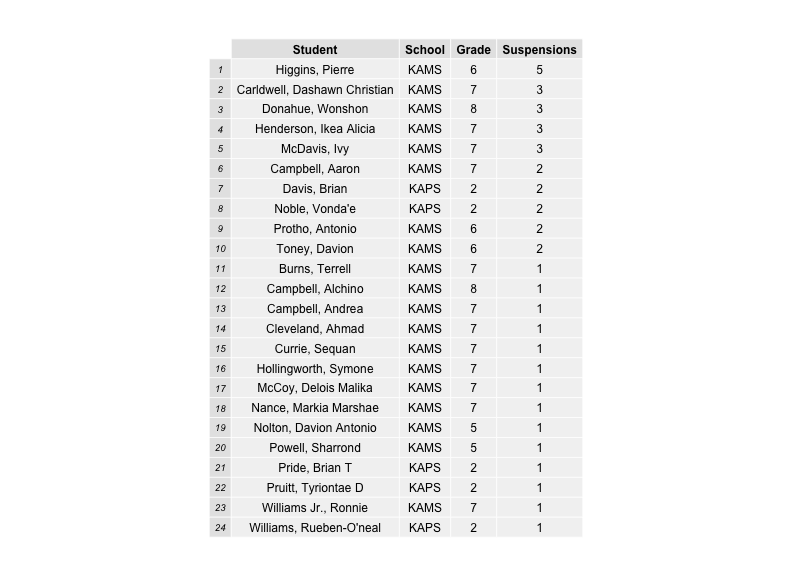 Student School Grade Suspensions
1 Higgins, Pierre KAMS 6 5
2 Carldwell, Dashawn Christian KAMS 7 3
3 Donahue, Wonshon KAMS 8 3
4 Henderson, Ikea Alicia KAMS 7 3
5 McDavis, Ivy KAMS 7 3
6 Campbell, Aaron KAMS 7 2
7 Davis, Brian KAPS 2 2
8 Noble, Vonda'e KAPS 2 2
9 Protho, Antonio KAMS 6 2
10 Toney, Davion KAMS 6 2
11 Burns, Terrell KAMS 7 1
12 Campbell, Alchino KAMS 8 1
13 Campbell, Andrea KAMS 7 1
14 Cleveland, Ahmad KAMS 7 1
15 Currie, Sequan KAMS 7 1
16 Hollingworth, Symone KAMS 7 1
17 McCoy, Delois Malika KAMS 7 1
18 Nance, Markia Marshae KAMS 7 1
19 Nolton, Davion Antonio KAMS 5 1
20 Powell, Sharrond KAMS 5 1
21 Pride, Brian T KAPS 2 1
22 Pruitt, Tyriontae D KAPS 2 1
23 Williams Jr., Ronnie KAMS 7 1
24 Williams, Rueben-O'neal KAPS 2 1